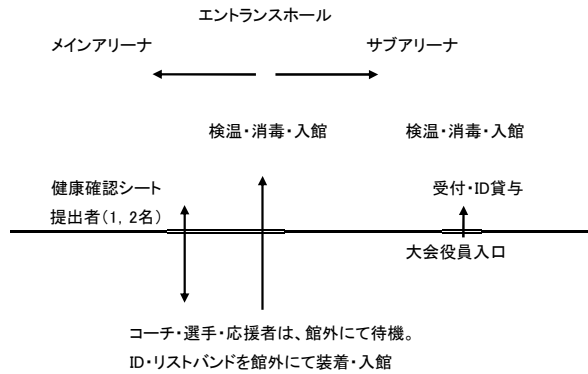 エントランスホール
メインアリーナ
サブアリーナ
検温・消毒・入館
検温・消毒・入館
健康確認シート
提出者(1, 2名)
受付・ID貸与
大会役員入口
コーチ・選手・応援者は、館外にて待機。
ID・リストバンドを館外にて装着・入館